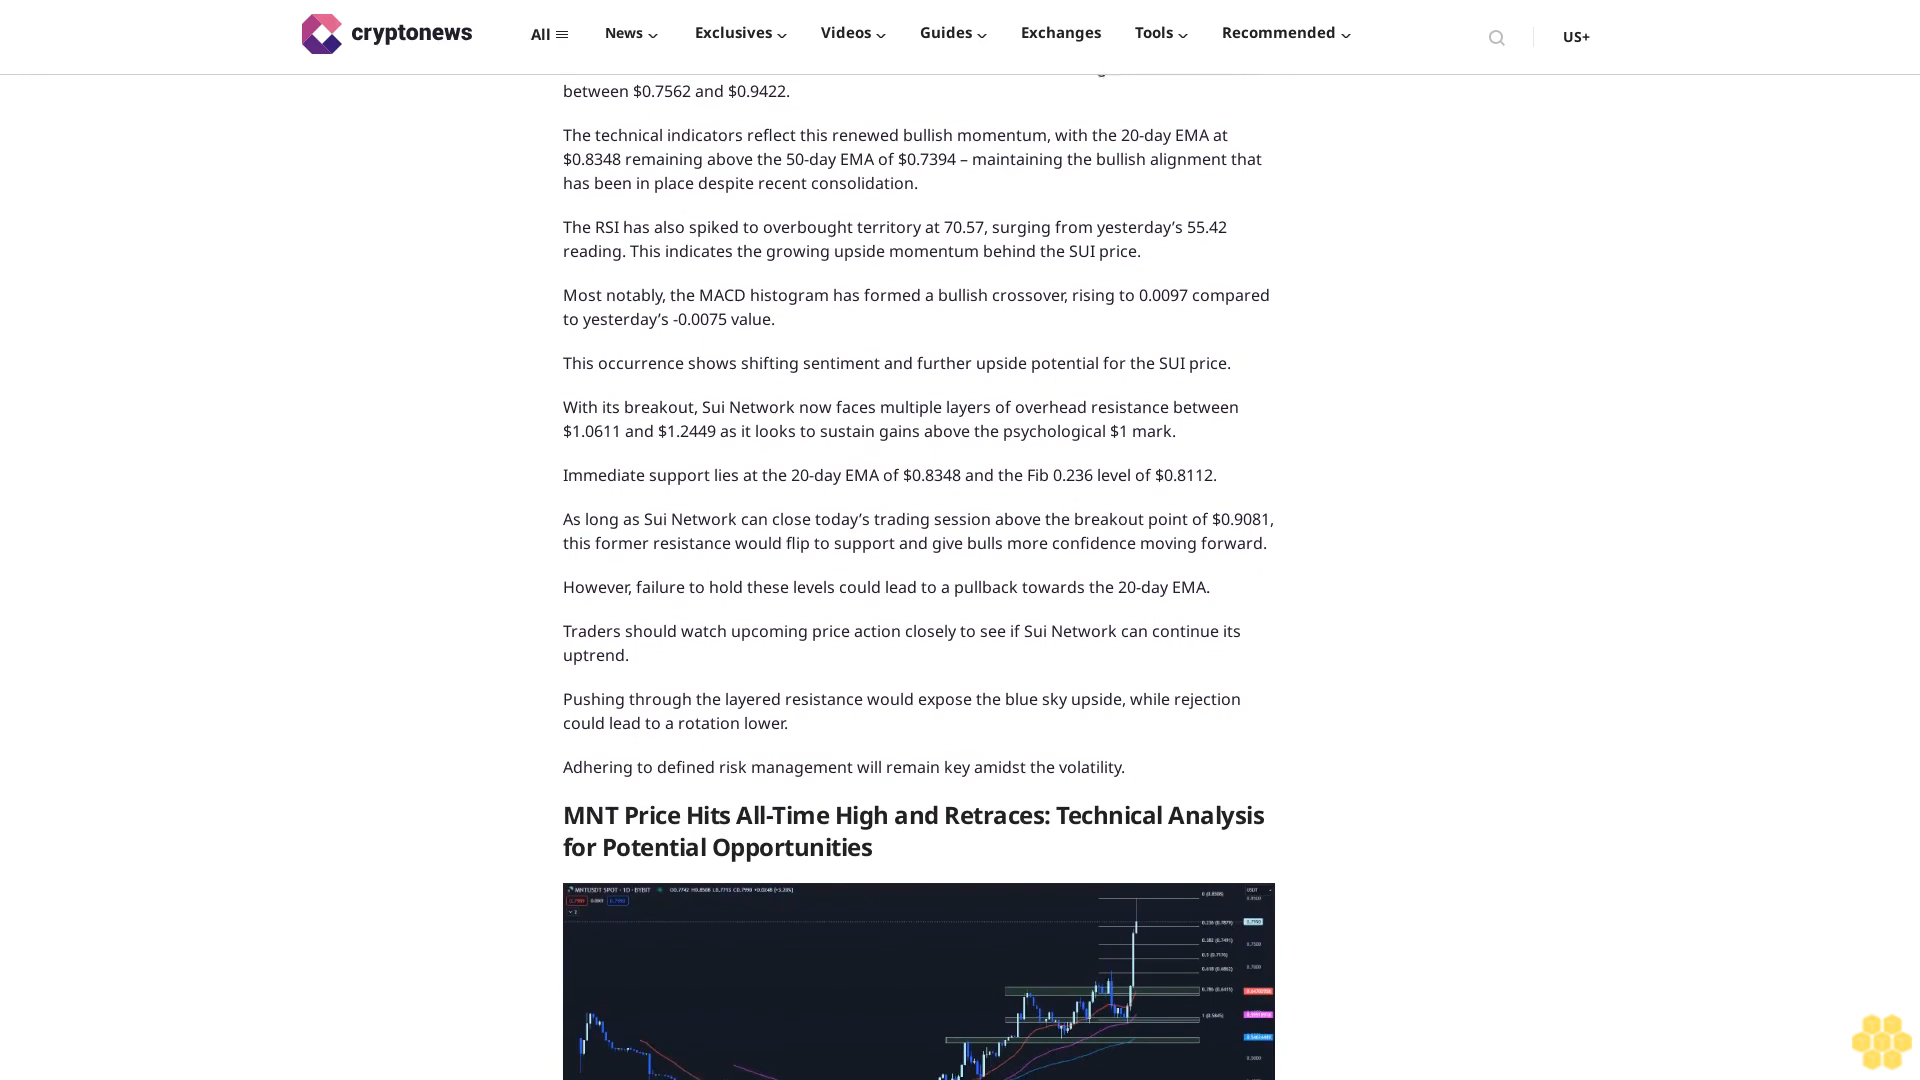 cryptonews
All
News
Exclusives
Videos
Guides
Exchanges
Tools
Recommended
US+
between $0.7562 and $0.9422.
The technical indicators reflect this renewed bullish momentum, with the 20-day EMA at
$0.8348 remaining above the 50-day EMA of $0.7394 – maintaining the bullish alignment that
has been in place despite recent consolidation.
The RSI has also spiked to overbought territory at 70.57, surging from yesterday’s 55.42
reading. This indicates the growing upside momentum behind the SUI price.
Most notably, the MACD histogram has formed a bullish crossover, rising to 0.0097 compared
to yesterday’s -0.0075 value.
This occurrence shows shifting sentiment and further upside potential for the SUI price.
With its breakout, Sui Network now faces multiple layers of overhead resistance between
$1.0611 and $1.2449 as it looks to sustain gains above the psychological $1 mark.
Immediate support lies at the 20-day EMA of $0.8348 and the Fib 0.236 level of $0.8112.
As long as Sui Network can close today’s trading session above the breakout point of $0.9081,
this former resistance would flip to support and give bulls more confidence moving forward.
However, failure to hold these levels could lead to a pullback towards the 20-day EMA.
Traders should watch upcoming price action closely to see if Sui Network can continue its
uptrend.
Pushing through the layered resistance would expose the blue sky upside, while rejection
could lead to a rotation lower.
Adhering to defined risk management will remain key amidst the volatility.
MNT Price Hits All-Time High and Retraces: Technical Analysis
for Potential Opportunities
MNTUSDT SPOT · 1D · BYBIT
USDT